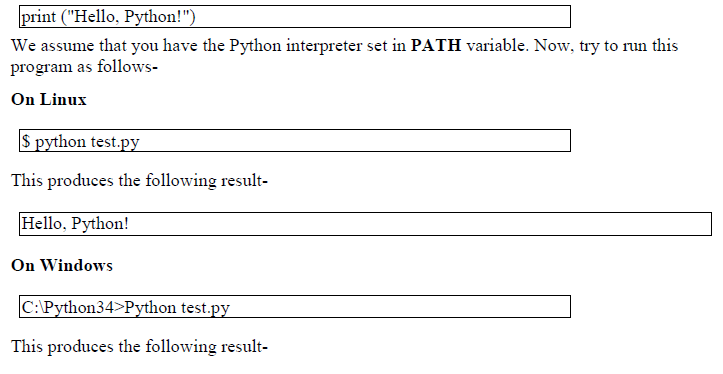 print ("Hello, Python!")
We assume that you have the Python interpreter set in PATH variable. Now, try to run this
program as follows-
On Linux
$ python test.py
This produces the following result-
Hello, Python!
On Windows
C:\Python34>Python test.py
This produces the following result-